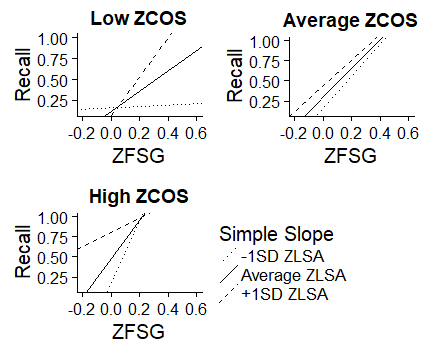 Low ZCOS
Recall
1.00
0.75
0.50
0.25
-0.2 0.0 0.2 0.4 0.6
ZFSG
Average ZCOS
Recall
1.00
0.75
0.50
0.25
-0.2 0.0 0.2 0.4 0.6
ZFSG
High ZCOS
Recall
1.00
0.75
0.50
0.25
-0.2 0.0 0.2 0.4 0.6
ZFSG
Simple Slope
-1SD ZLSA
Average ZLSA
+1SD ZLSA